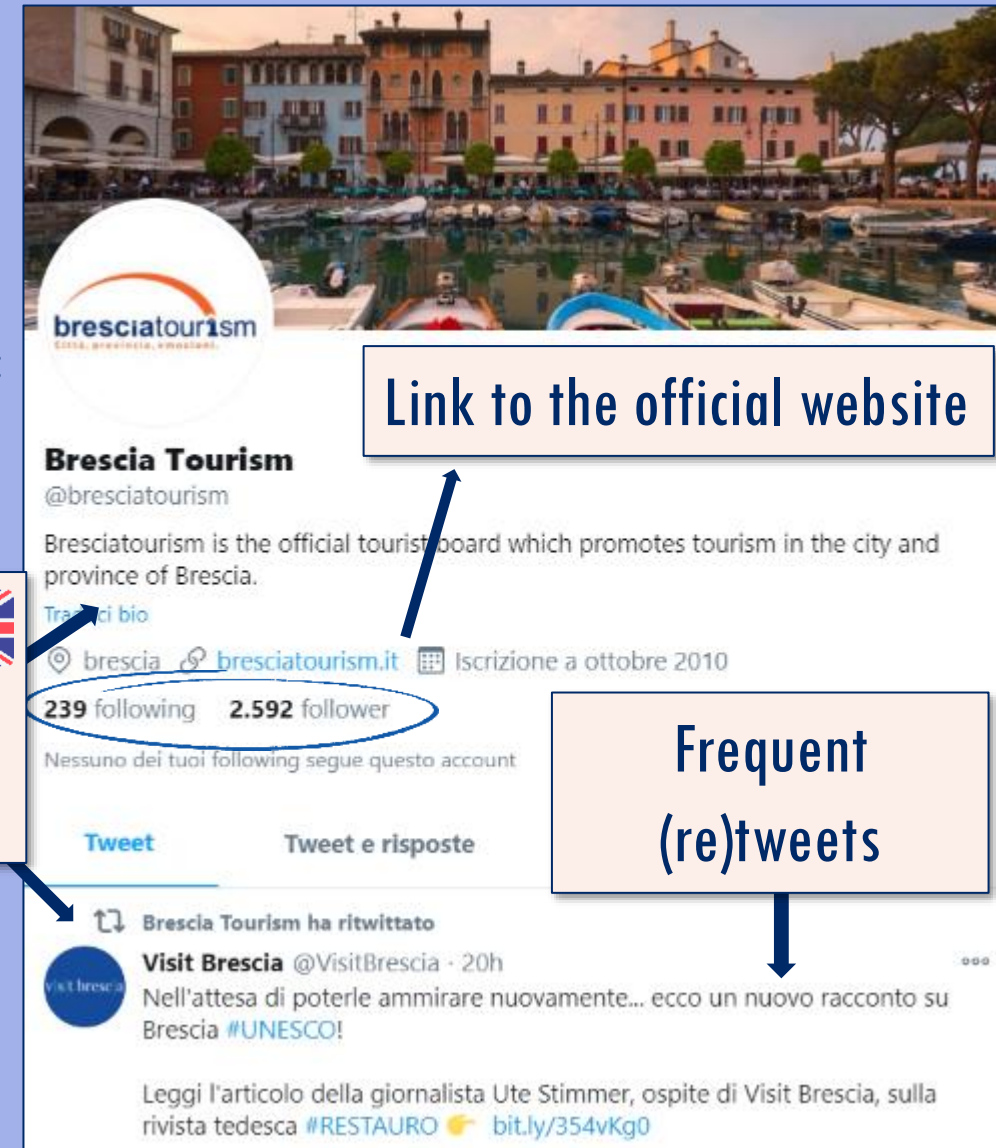 bresciatourism
Città, provincia, emozioni.
Link to the official website
Brescia Tourism
@bresciatourism
Bresciatourism is the official tourist board which promotes tourism in the city and
province of Brescia.
bio
brescia bresciatourism.it Iscrizione a ottobre 2010
239 following 2.592 follower
Nessuno dei tuoi following segue questo account
Frequent
(re)tweets
Tweet Tweet e risposte
Brescia Tourism ha ritwittato
visit brescia
Visit Brescia @VisitBrescia · 20h
Nell'attesa di poterle ammirare nuovamente... ecco un nuovo racconto su
Brescia #UNESCO!
Leggi l'articolo della giornalista Ute Stimmer, ospite di Visit Brescia, sulla
rivista tedesca #RESTAURO 👉 bit.ly/354vKg0